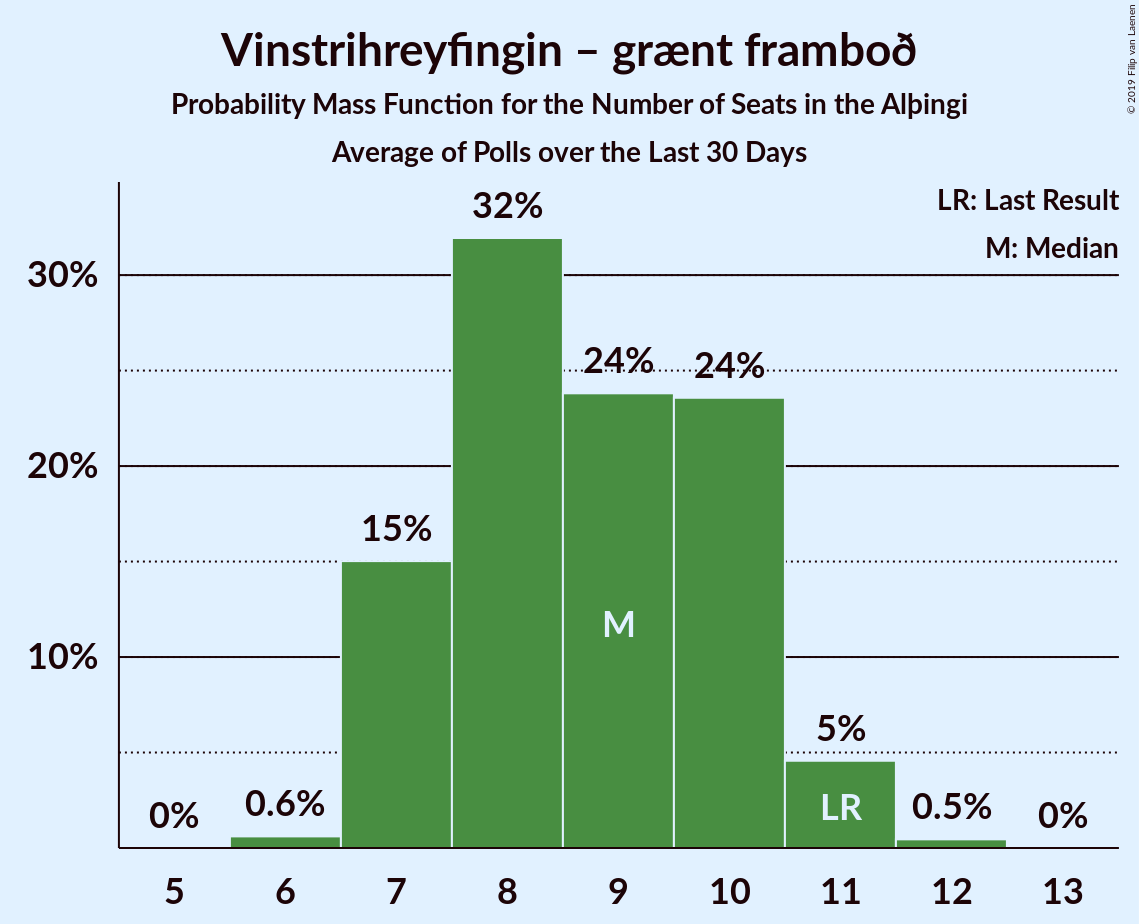 Vinstrihreyfingin – grænt framboð
Probability Mass Function for the Number of Seats in the Alþingi
Average of Polls over the Last 30 Days
© 2019 Filip van Laenen
LR: Last Result
M: Median
30%
20%
10%
0%
0.6%
15%
32%
24%
24%
5%
0.5%
0%
M
LR
5 6 7 8 9 10 11 12 13